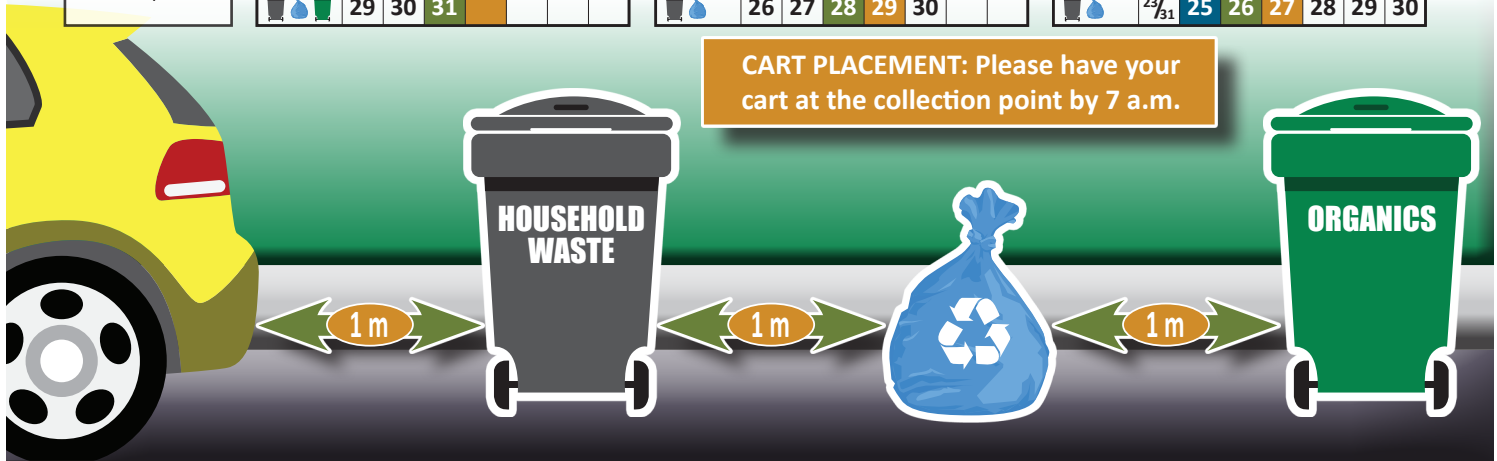 29 30 31
26 27 28 29 30
23/31 25 26 27 28 29 30
CART PLACEMENT: Please have your
cart at the collection point by 7 a.m.
HOUSEHOLD
WASTE
ORGANICS
1 m
1 m
1 m